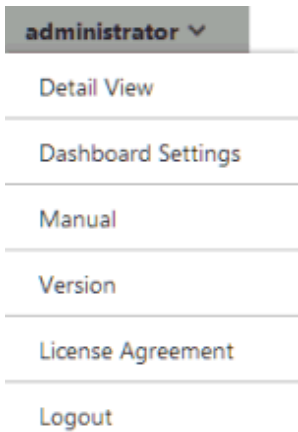 administrator
Detail View
Dashboard Settings
Manual
Version
License Agreement
Logout